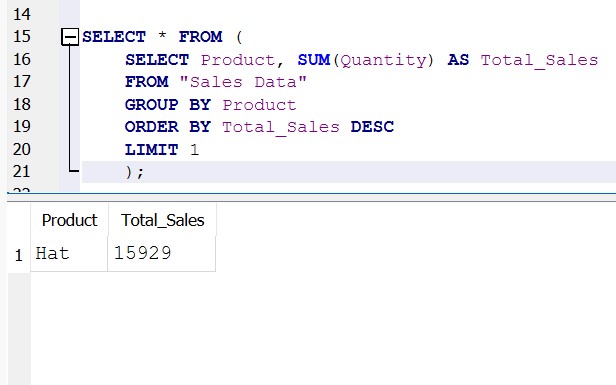 14
15 SELECT * FROM (
16 SELECT Product, SUM(Quantity) AS Total_Sales
17 FROM "Sales Data"
18 GROUP BY Product
19 ORDER BY Total_Sales DESC
20 LIMIT 1
21 );
Product Total_Sales
1 Hat 15929